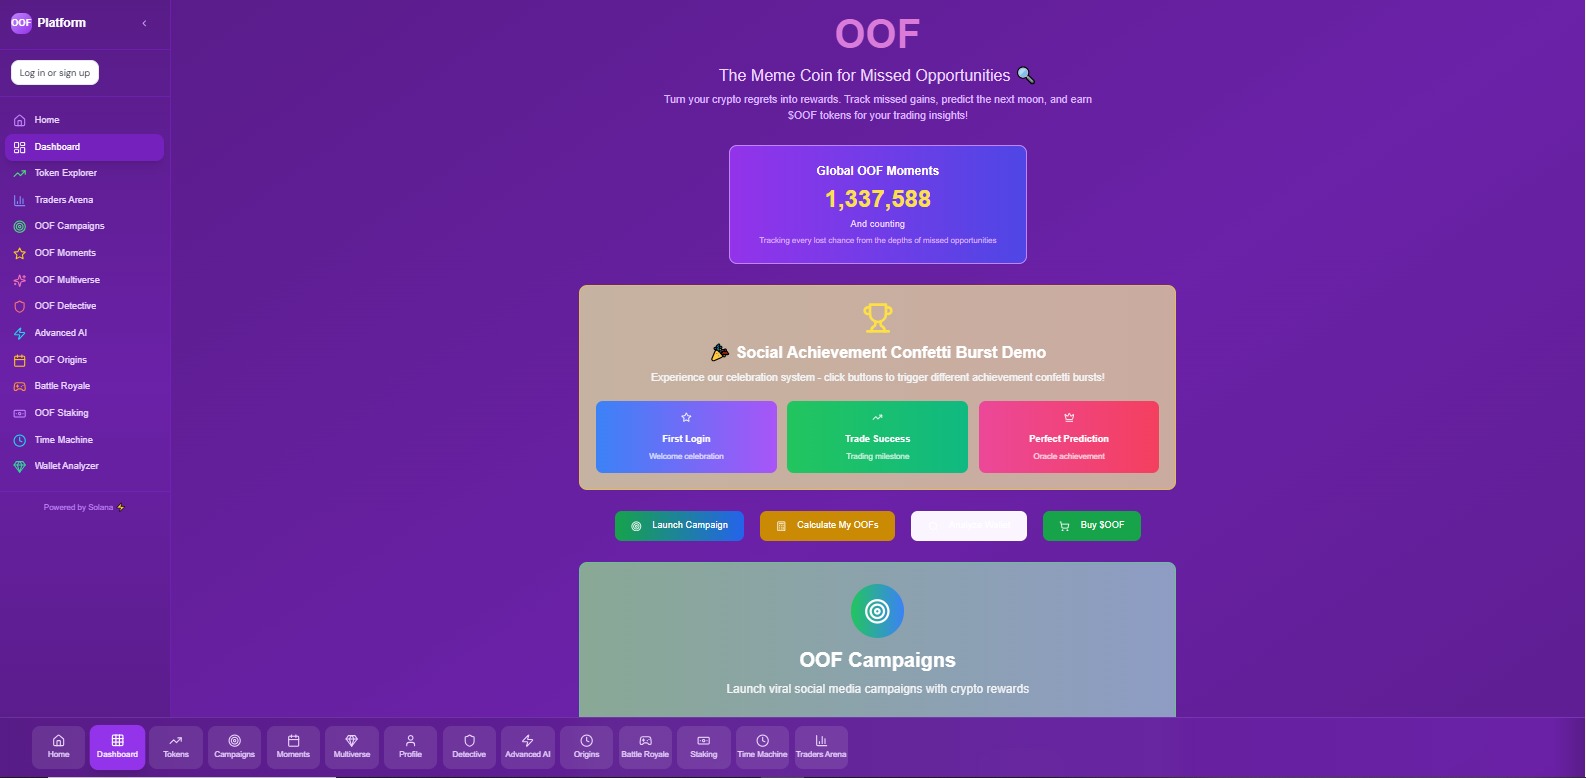 OOF Platform
Log in or sign up
Home
Dashboard
Token Explorer
Traders Arena
OOF Campaigns
OOF Moments
OOF Multiverse
OOF Detective
Advanced AI
OOF Origins
Battle Royale
OOF Staking
Time Machine
Wallet Analyzer
Powered by Solana
OOF
The Meme Coin for Missed Opportunities
Turn your crypto regrets into rewards. Track missed gains, predict the next moon, and earn
$OOF tokens for your trading insights!
Global OOF Moments
1,337,588
And counting
Tracking every lost chance from the depths of missed opportunities
Social Achievement Confetti Burst Demo
Experience our celebration system - click buttons to trigger different achievement confetti bursts!
First Login
Welcome celebration
Trade Success
Trading milestone
Perfect Prediction
Oracle achievement
Launch Campaign
Calculate My OOFs
Buy $OOF
OOF Campaigns
Launch viral social media campaigns with crypto rewards
Home
Dashboard
Tokens
Campaigns
Moments
Multiverse
Profile
Detective
Advanced AI
Origins
Battle Royale
Staking
Time Machine
Traders Arena